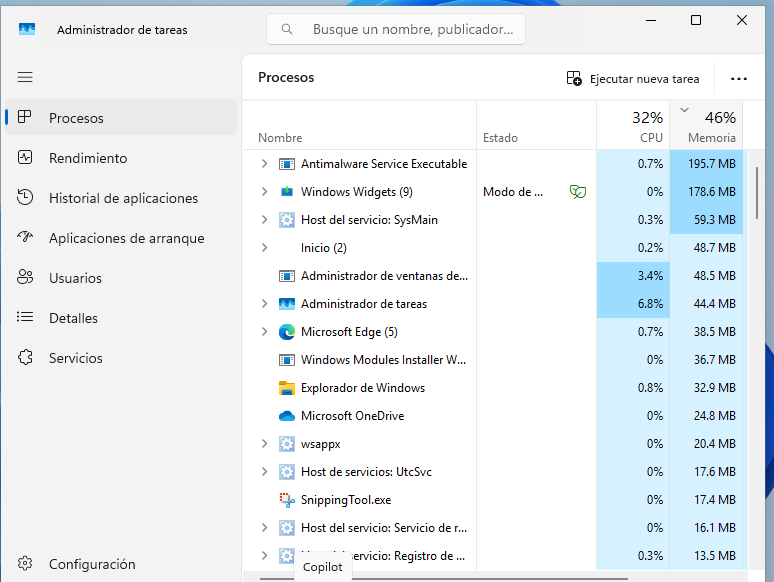 Administrador de tareas
Busque un nombre, publicador...
Procesos
Ejecutar nueva tarea
Procesos
Rendimiento
Historial de aplicaciones
Aplicaciones de arranque
Usuarios
Detalles
Servicios
Configuración
32% 46%
Nombre Estado CPU Memoria
Antimalware Service Executable 0.7% 195.7 MB
Windows Widgets (9) Modo de ... 0% 178.6 MB
Host del servicio: SysMain 0.3% 59.3 MB
Inicio (2) 0.2% 48.7 MB
Administrador de ventanas de... 3.4% 48.5 MB
Administrador de tareas 6.8% 44.4 MB
Microsoft Edge (5) 0.7% 38.5 MB
Windows Modules Installer W... 0% 36.7 MB
Explorador de Windows 0.8% 32.9 MB
Microsoft OneDrive 0% 24.8 MB
wsappx 0% 20.4 MB
Host de servicios: UtcSvc 0% 17.6 MB
SnippingTool.exe 0% 17.4 MB
Host del servicio: Servicio de r... 0% 16.1 MB
servicio: Registro de ... 0.3% 13.5 MB
Copilot